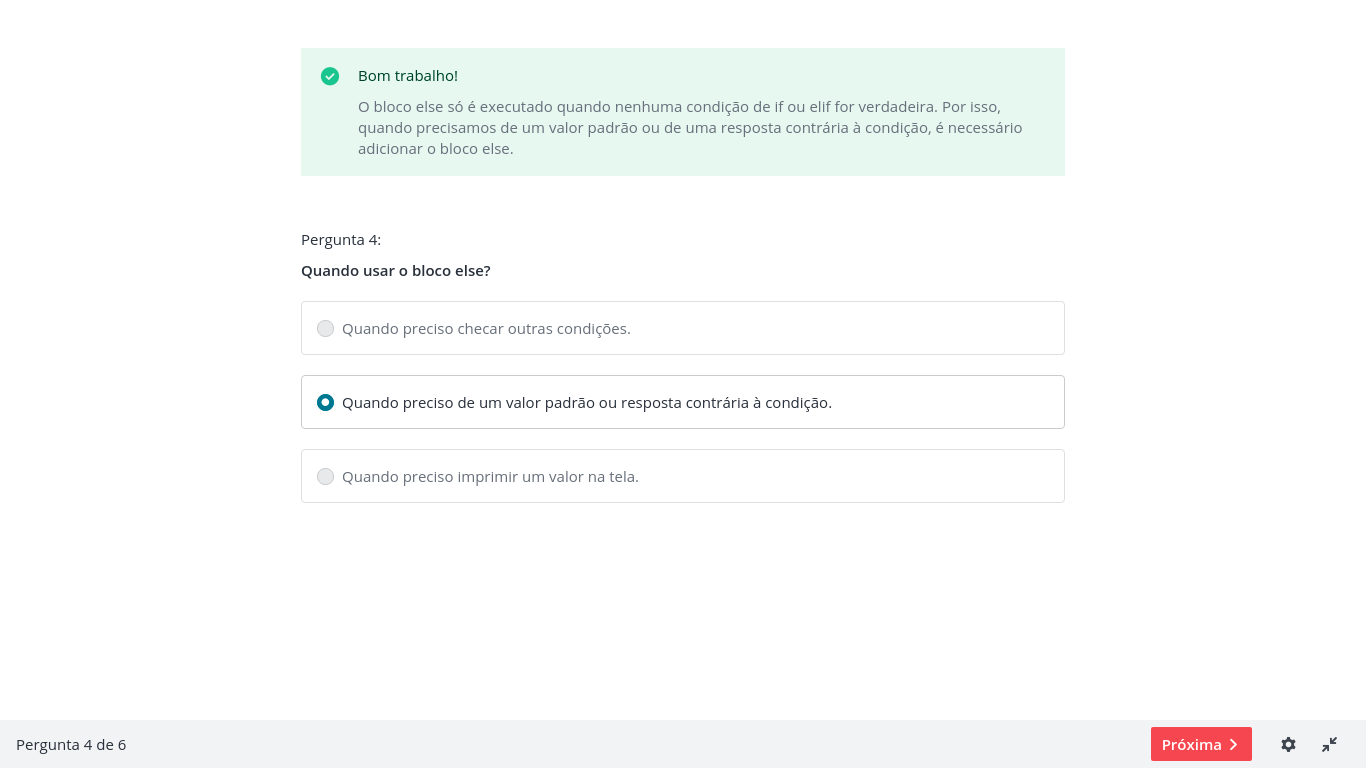 Bom trabalho!
O bloco else só é executado quando nenhuma condição de if ou elif for verdadeira. Por isso,
quando precisamos de um valor padrão ou de uma resposta contrária à condição, é necessário
adicionar o bloco else.
Pergunta 4:
Quando usar o bloco else?
Quando preciso checar outras condições.
Quando preciso de um valor padrão ou resposta contrária à condição.
Quando preciso imprimir um valor na tela.
Pergunta 4 de 6
Próxima